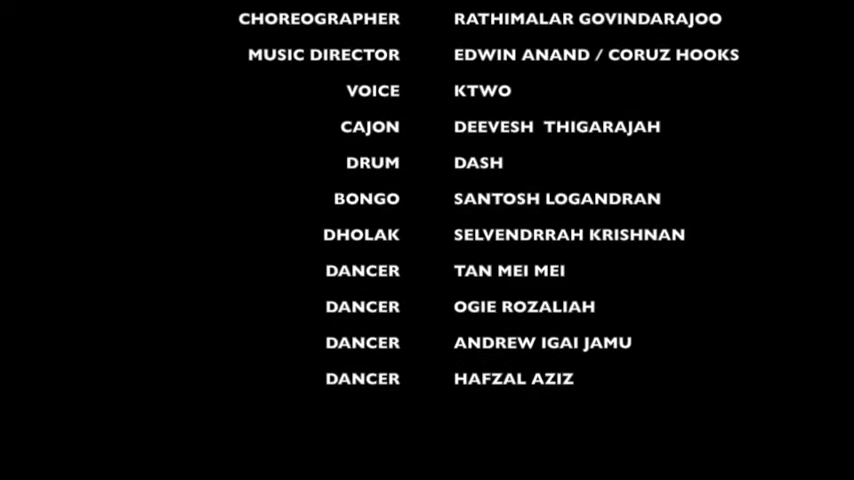 CHOREOGRAPHER RATHIMALAR GOVINDARAJOO
MUSIC DIRECTOR EDWIN ANAND / CORUZ HOOKS
VOICE KTWO
CAJON DEEVESH THIGARAJAH
DRUM DASH
BONGO SANTOSH LOGANDRAN
DHOLAK SELVENDRRAH KRISHNAN
DANCER TAN MEI MEI
DANCER OGIE ROZALIAH
DANCER ANDREW IGAI JAMU
DANCER HAFZAL AZIZ